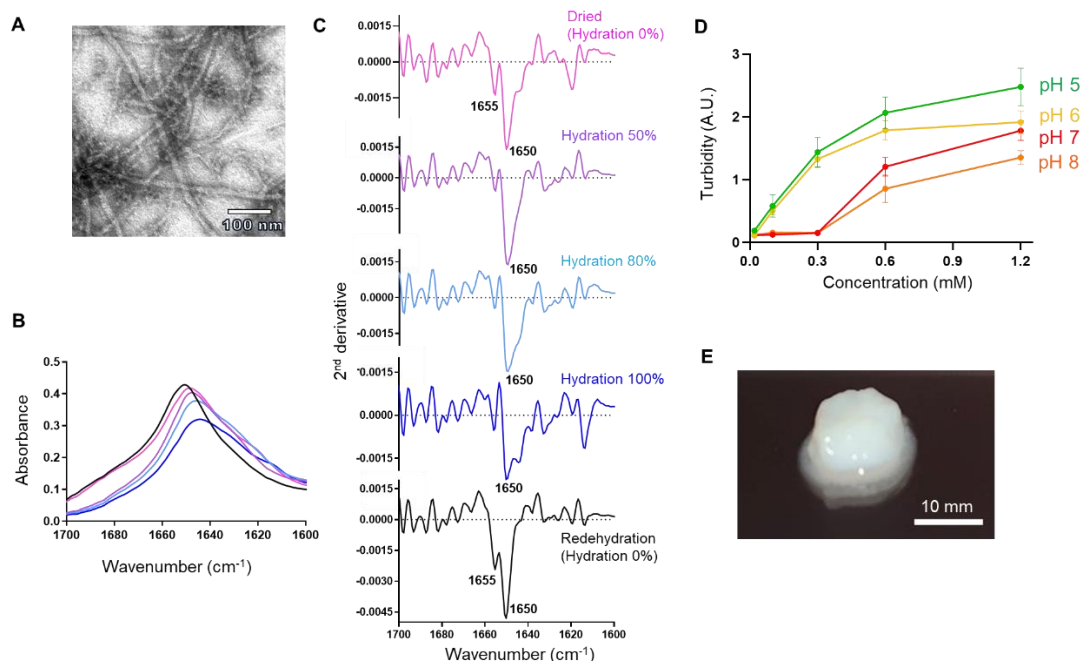 A
100 nm
B
Absorbance
0.5
0.4
0.3
0.2
0.1
0.0
1700 1680 1660 1640 1620 1600
Wavenumber (cm-1)
C
2nd derivative
0.0015
0.0000
-0.0015
Dried
(Hydration 0%)
1655
1650
0.0015
0.0000
-0.0015
Hydration 50%
1650
0.0015
0.0000
-0.0015
Hydration 80%
1650
0.0015
0.0000
-0.0015
Hydration 100%
1650
0.0015
0.0000
-0.0015
-0.0030
-0.0045
Redehydration
(Hydration 0%)
1655
1650
1700 1680 1660 1640 1620 1600
Wavenumber (cm-1)
D
Turbidity (A.U.)
3
2
1
0
pH 5
pH 6
pH 7
pH 8
0.0 0.3 0.6 0.9 1.2
Concentration (mM)
E
10 mm